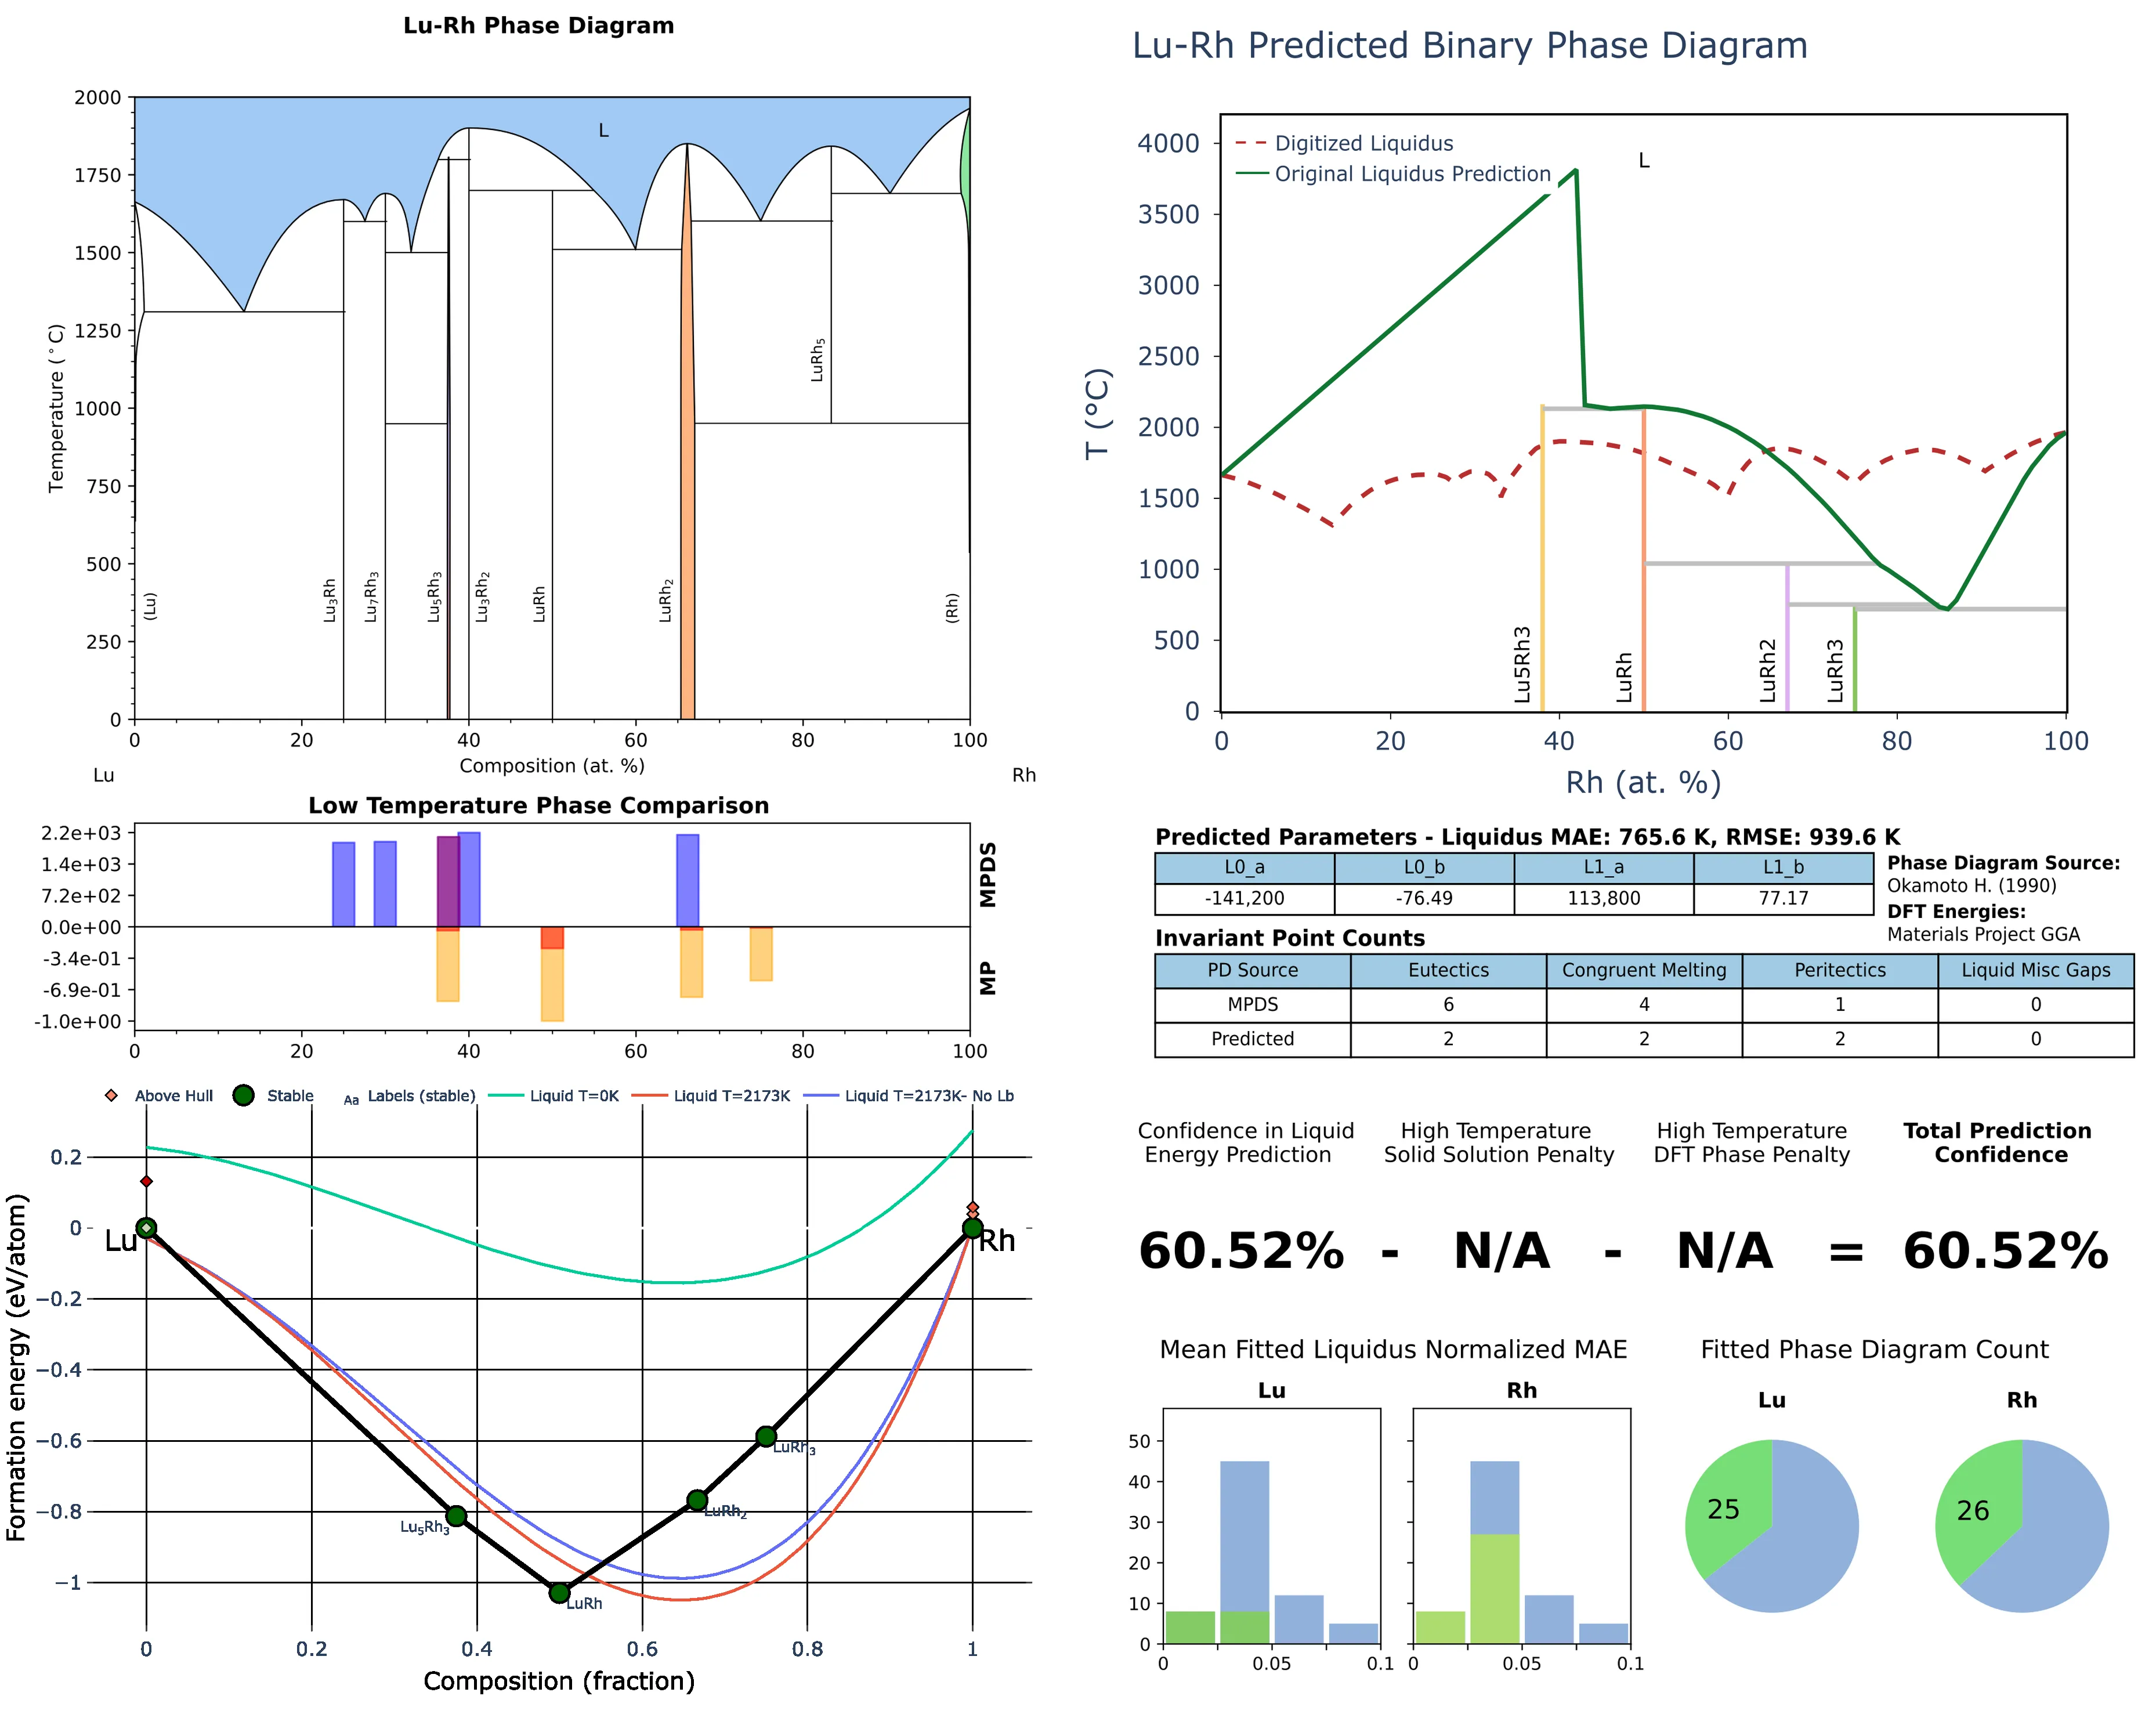 Lu-Rh Phase Diagram
2000
1750
1500
1250
1000
750
500
250
0
Temperature (°C)
L
(Lu)
Lu3Rh
Lu7Rh3
Lu5Rh3
Lu3Rh2
LuRh
LuRh2
LuRh5
(Rh)
0 20 40 60 80 100
Composition (at. %)
Lu Rh
Low Temperature Phase Comparison
2.2e+03
1.4e+03
7.2e+02
0.0e+00
-3.4e-01
-6.9e-01
-1.0e+00
MPDS
MP
0 20 40 60 80 100
Above Hull Stable Aa Labels (stable) Liquid T=0K Liquid T=2173K Liquid T=2173K- No Lb
0.2
0
−0.2
−0.4
−0.6
−0.8
−1
Formation energy (eV/atom)
Lu
Rh
Lu5Rh3
LuRh
LuRh2
LuRh3
0 0.2 0.4 0.6 0.8 1
Composition (fraction)
Lu-Rh Predicted Binary Phase Diagram
Digitized Liquidus
Original Liquidus Prediction
L
4000
3500
3000
2500
2000
1500
1000
500
0
T (°C)
Lu5Rh3
LuRh
LuRh2
LuRh3
0 20 40 60 80 100
Rh (at. %)
Predicted Parameters - Liquidus MAE: 765.6 K, RMSE: 939.6 K
L0_a L0_b L1_a L1_b
-141,200 -76.49 113,800 77.17
Phase Diagram Source:
Okamoto H. (1990)
DFT Energies:
Materials Project GGA
Invariant Point Counts
PD Source Eutectics Congruent Melting Peritectics Liquid Misc Gaps
MPDS 6 4 1 0
Predicted 2 2 2 0
Confidence in Liquid
Energy Prediction
High Temperature
Solid Solution Penalty
High Temperature
DFT Phase Penalty
Total Prediction
Confidence
60.52% - N/A - N/A = 60.52%
Mean Fitted Liquidus Normalized MAE
Lu
Rh
50
40
30
20
10
0
0 0.05 0.1
0 0.05 0.1
Fitted Phase Diagram Count
Lu
Rh
25
26